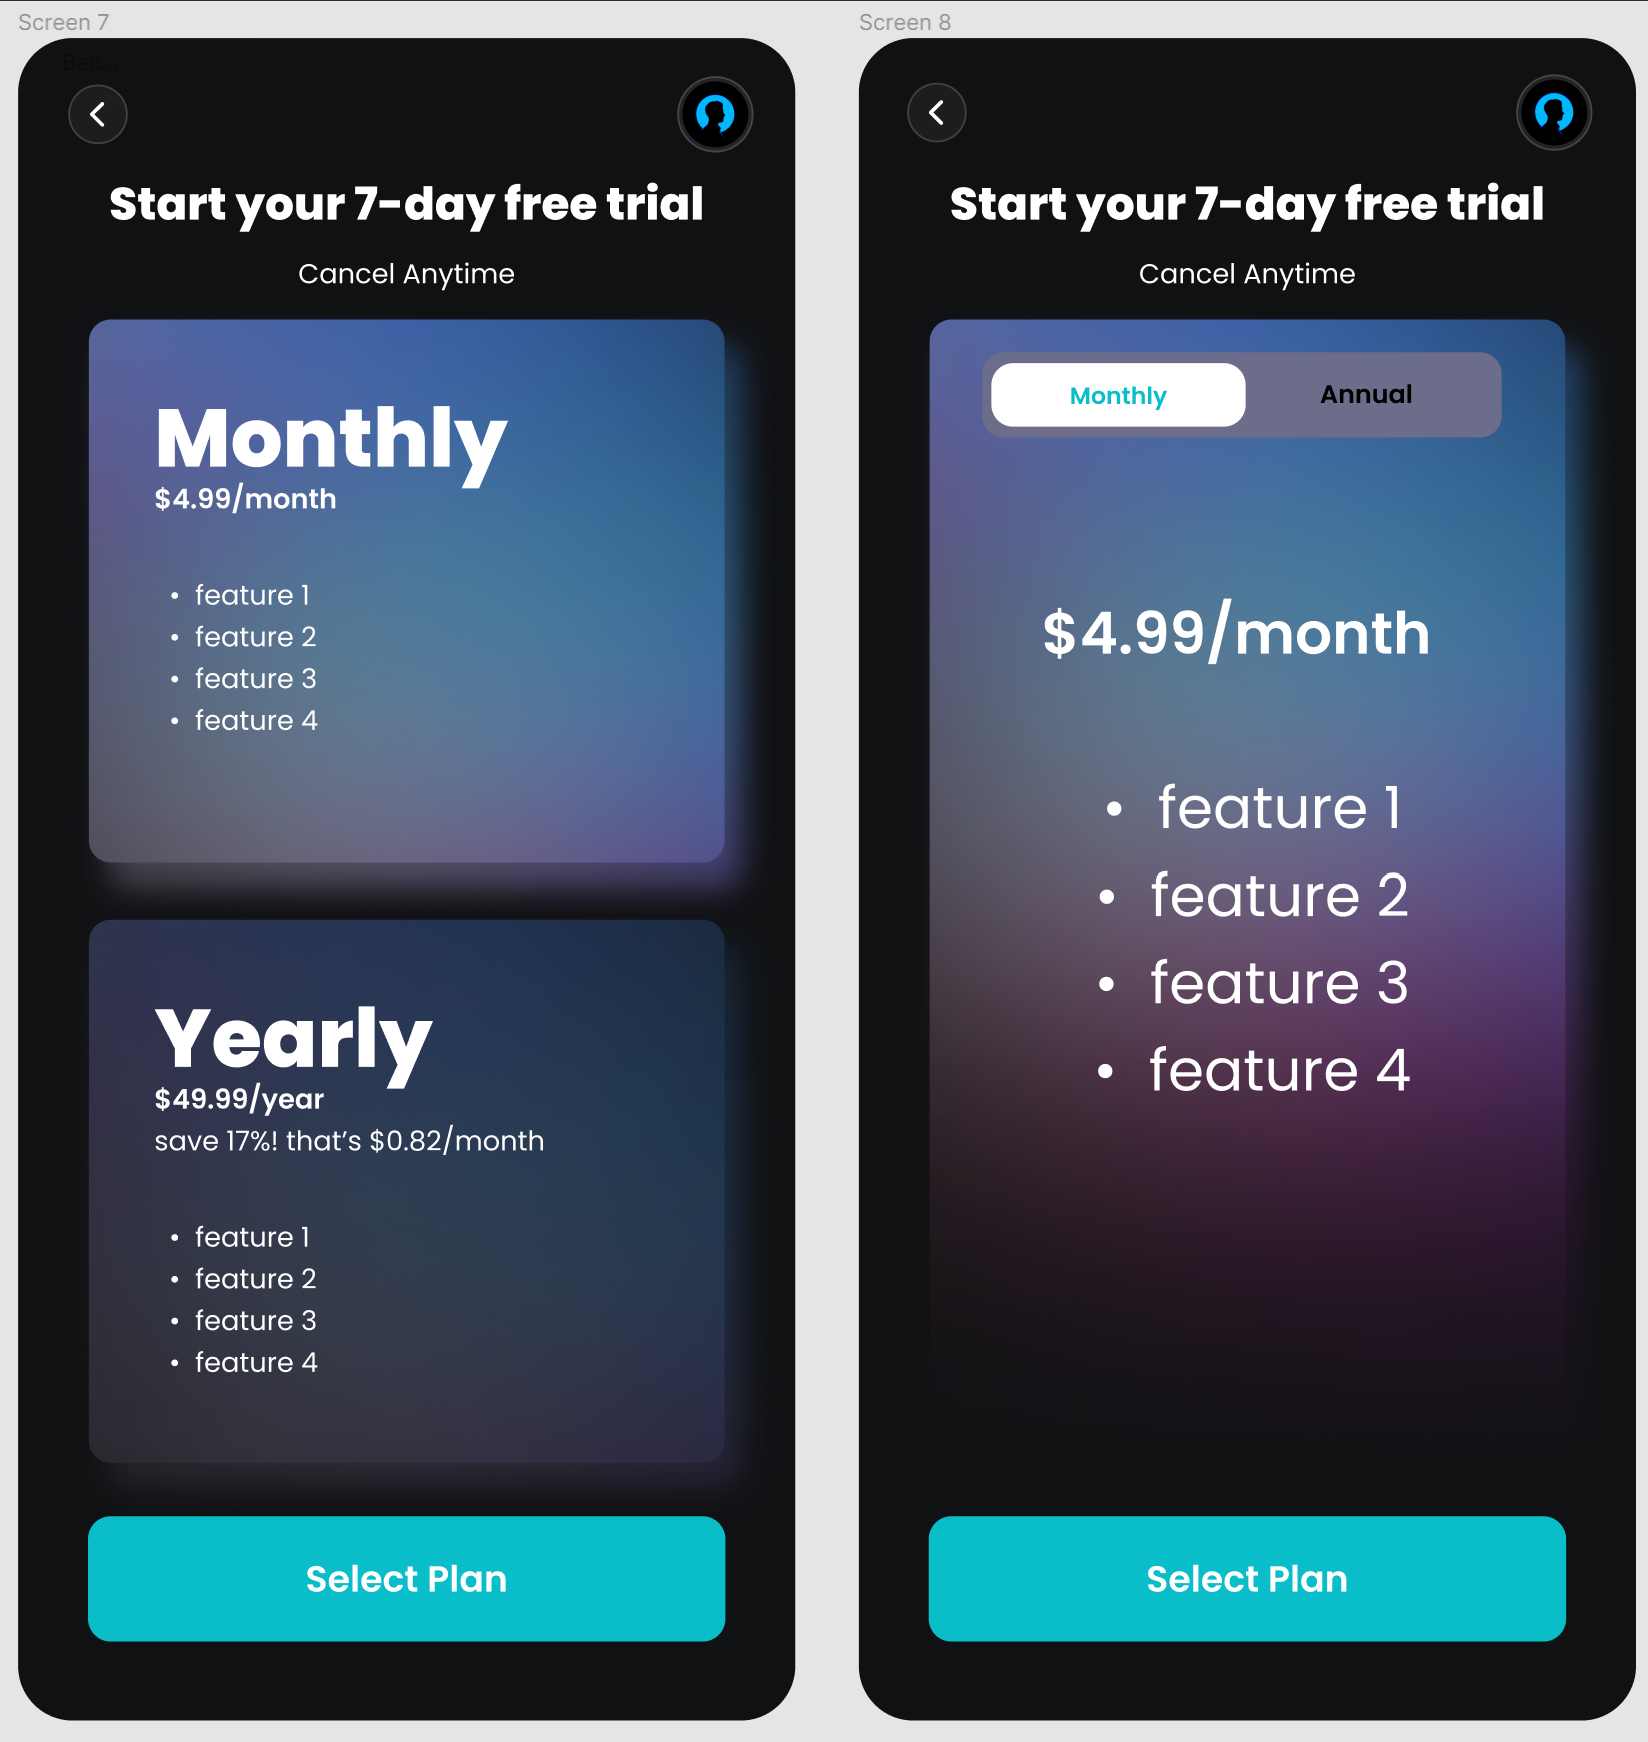 Screen 7
Bac...
Start your 7-day free trial
Cancel Anytime
Monthly
$4.99/month
• feature 1
• feature 2
• feature 3
• feature 4
Yearly
$49.99/year
save 17%! that’s $0.82/month
• feature 1
• feature 2
• feature 3
• feature 4
Select Plan
Screen 8
Start your 7-day free trial
Cancel Anytime
Monthly
Annual
$4.99/month
• feature 1
• feature 2
• feature 3
• feature 4
Select Plan